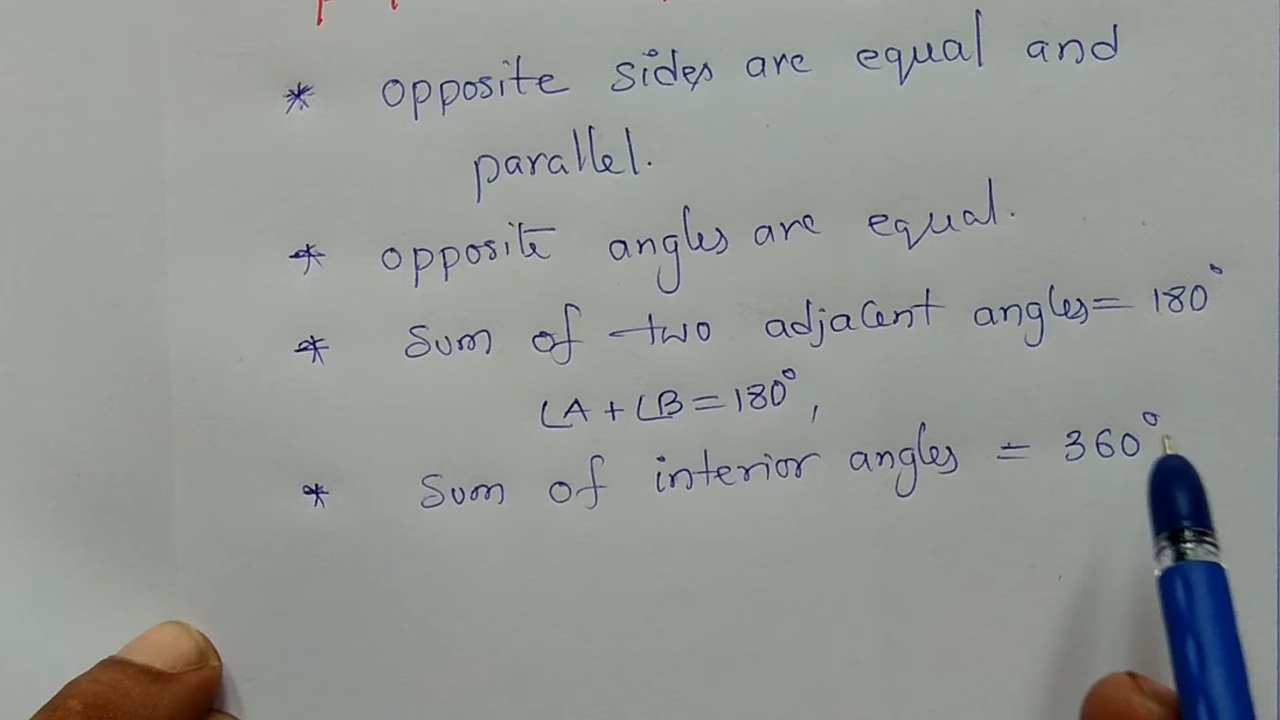 * opposite sides are equal and
parallel.
* opposite angles are equal.
* sum of two adjacent angles = 180°
∠A + ∠B = 180°,
* sum of interior angles = 360°